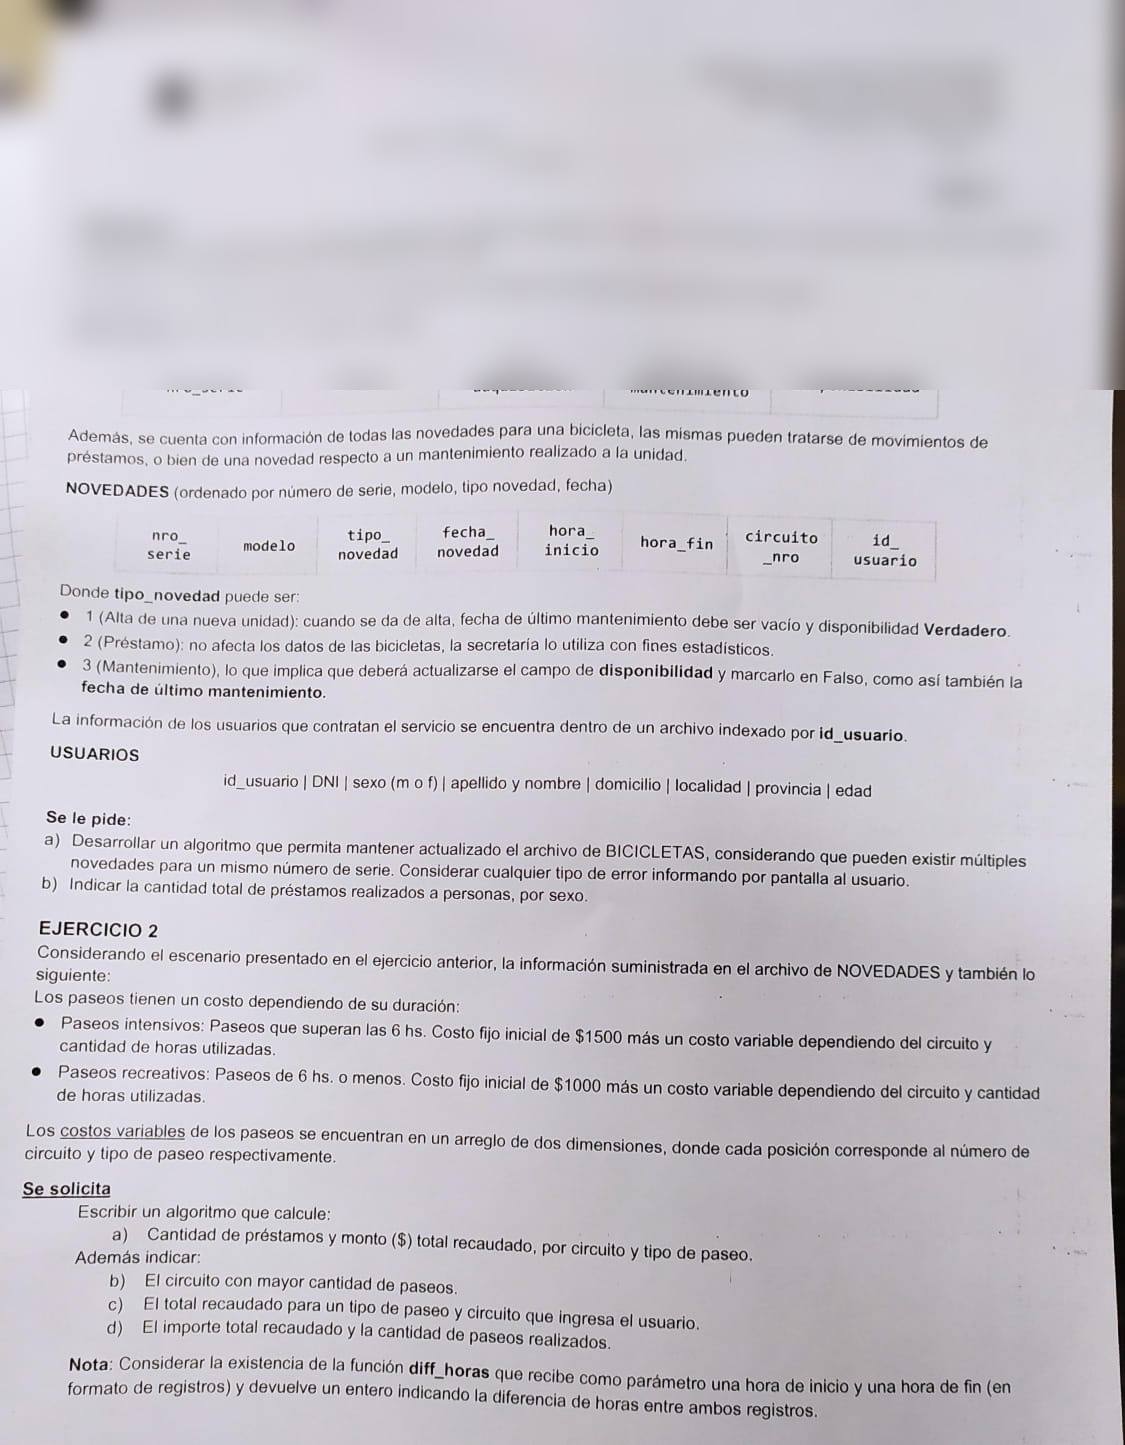 Además, se cuenta con información de todas las novedades para una bicicleta, las mismas pueden tratarse de movimientos de
préstamos, o bien de una novedad respecto a un mantenimiento realizado a la unidad.
NOVEDADES (ordenado por número de serie, modelo, tipo novedad, fecha)
nro_ serie | modelo | tipo_ novedad | fecha_ novedad | hora_ inicio | hora_fin | circuito _nro | id_ usuario
Donde tipo_novedad puede ser:
● 1 (Alta de una nueva unidad): cuando se da de alta, fecha de último mantenimiento debe ser vacío y disponibilidad Verdadero.
● 2 (Préstamo): no afecta los datos de las bicicletas, la secretaría lo utiliza con fines estadísticos.
● 3 (Mantenimiento), lo que implica que deberá actualizarse el campo de disponibilidad y marcarlo en Falso, como así también la
fecha de último mantenimiento.
La información de los usuarios que contratan el servicio se encuentra dentro de un archivo indexado por id_usuario.
USUARIOS
id_usuario | DNI | sexo (m o f) | apellido y nombre | domicilio | localidad | provincia | edad
Se le pide:
a) Desarrollar un algoritmo que permita mantener actualizado el archivo de BICICLETAS, considerando que pueden existir múltiples
novedades para un mismo número de serie. Considerar cualquier tipo de error informando por pantalla al usuario.
b) Indicar la cantidad total de préstamos realizados a personas, por sexo.
EJERCICIO 2
Considerando el escenario presentado en el ejercicio anterior, la información suministrada en el archivo de NOVEDADES y también lo
siguiente:
Los paseos tienen un costo dependiendo de su duración:
● Paseos intensivos: Paseos que superan las 6 hs. Costo fijo inicial de $1500 más un costo variable dependiendo del circuito y
cantidad de horas utilizadas.
● Paseos recreativos: Paseos de 6 hs. o menos. Costo fijo inicial de $1000 más un costo variable dependiendo del circuito y cantidad
de horas utilizadas.
Los costos variables de los paseos se encuentran en un arreglo de dos dimensiones, donde cada posición corresponde al número de
circuito y tipo de paseo respectivamente.
Se solicita
Escribir un algoritmo que calcule:
a) Cantidad de préstamos y monto ($) total recaudado, por circuito y tipo de paseo.
Además indicar:
b) El circuito con mayor cantidad de paseos.
c) El total recaudado para un tipo de paseo y circuito que ingresa el usuario.
d) El importe total recaudado y la cantidad de paseos realizados.
Nota: Considerar la existencia de la función diff_horas que recibe como parámetro una hora de inicio y una hora de fin (en
formato de registros) y devuelve un entero indicando la diferencia de horas entre ambos registros.